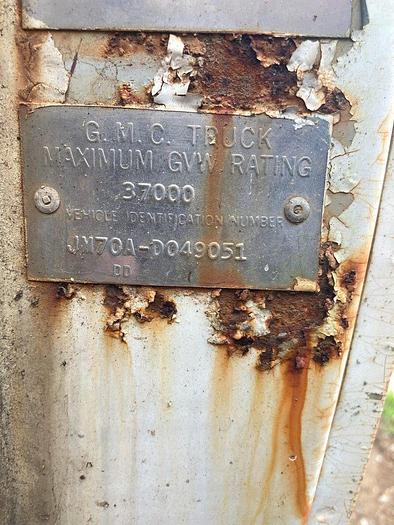 G. M. C. TRUCK
MAXIMUM GVW RATING
37000
VEHICLE IDENTIFICATION NUMBER
JM70A-D049051
DD